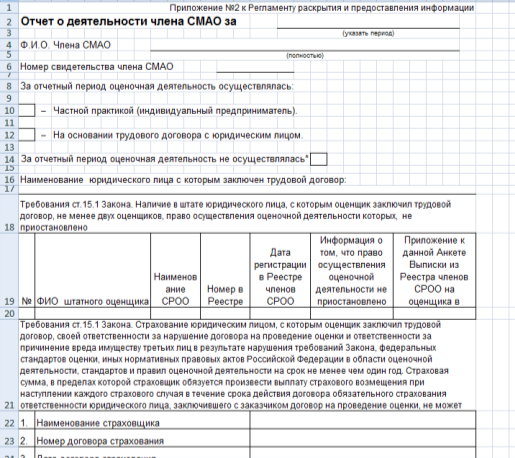 1 Приложение №2 к Регламенту раскрытия и предоставления информации
2 Отчет о деятельности члена СМАО за
3 (указать период)
4 Ф.И.О. Члена СМАО
5 (полностью)
6 Номер свидетельства члена СМАО
7
8 За отчетный период оценочная деятельность осуществлялась:
9
10 – Частной практикой (индивидуальный предприниматель).
11
12 – На основании трудового договора с юридическим лицом.
13
14 За отчетный период оценочная деятельность не осуществлялась*
15
16 Наименование юридического лица с которым заключен трудовой договор:
17
Требования ст.15.1 Закона. Наличие в штате юридического лица, с которым оценщик заключил трудовой
договор, не менее двух оценщиков, право осуществления оценочной деятельности которых, не
18 приостановлено
19 № ФИО штатного оценщика
Наименов
ание
СРОО
Номер в
Реестре
Дата
регистрации
в Реестре
членов
СРОО
Информация о
том, что право
осуществления
оценочной
деятельности не
приостановлено
Приложение к
данной Анкете
Выписки из
Реестра членов
СРОО на
оценщика в
20
Требования ст.15.1 Закона. Страхование юридическим лицом, с которым оценщик заключил трудовой
договор, своей ответственности за нарушение договора на проведение оценки и ответственности за
причинение вреда имуществу третьих лиц в результате нарушения требований Закона, федеральных
стандартов оценки, иных нормативных правовых актов Российской Федерации в области оценочной
деятельности, стандартов и правил оценочной деятельности на срок не менее чем один год. Страховая
сумма, в пределах которой страховщик обязуется произвести выплату страхового возмещения при
наступлении каждого страхового случая в течение срока действия договора обязательного страхования
21 ответственности юридического лица, заключившего с заказчиком договор на проведение оценки, не может
22 1. Наименование страховщика
23 2. Номер договора страхования